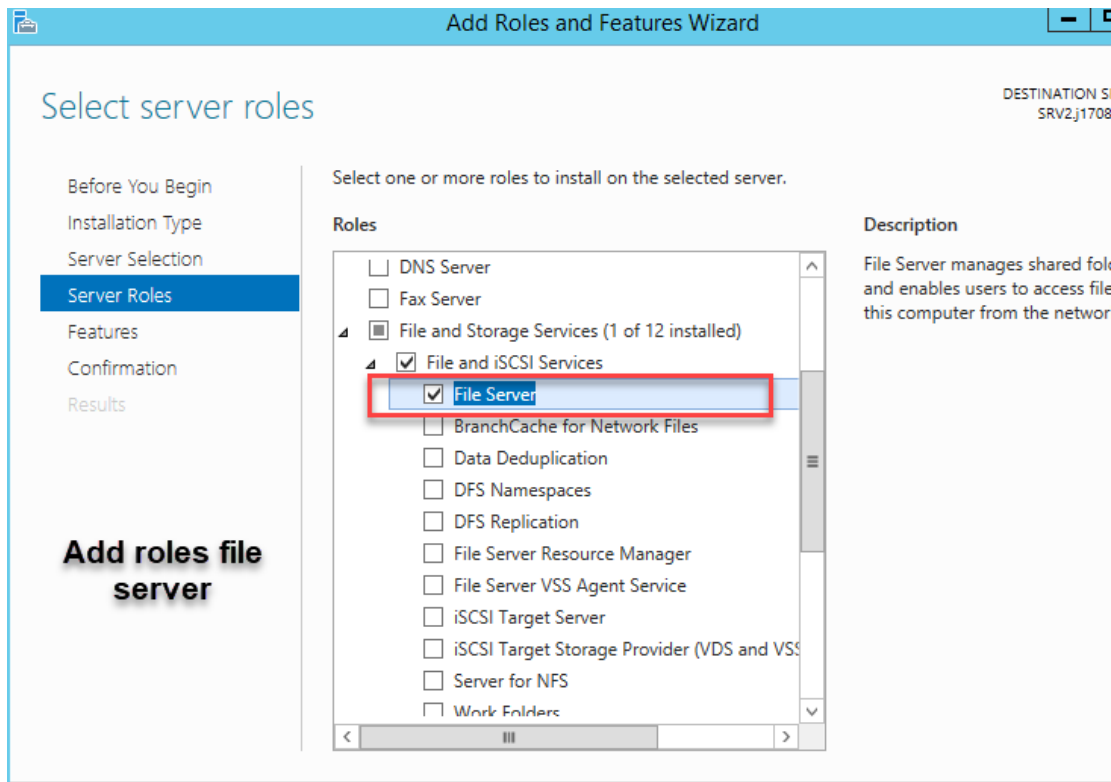 Add Roles and Features Wizard
Select server roles
DESTINATION S
SRV2.j1708
Before You Begin
Installation Type
Server Selection
Server Roles
Features
Confirmation
Results
Add roles file
server
Select one or more roles to install on the selected server.
Roles
DNS Server
Fax Server
File and Storage Services (1 of 12 installed)
File and iSCSI Services
File Server
BranchCache for Network Files
Data Deduplication
DFS Namespaces
DFS Replication
File Server Resource Manager
File Server VSS Agent Service
iSCSI Target Server
iSCSI Target Storage Provider (VDS and VSS
Server for NFS
Work Folders
Description
File Server manages shared fol
and enables users to access file
this computer from the networ